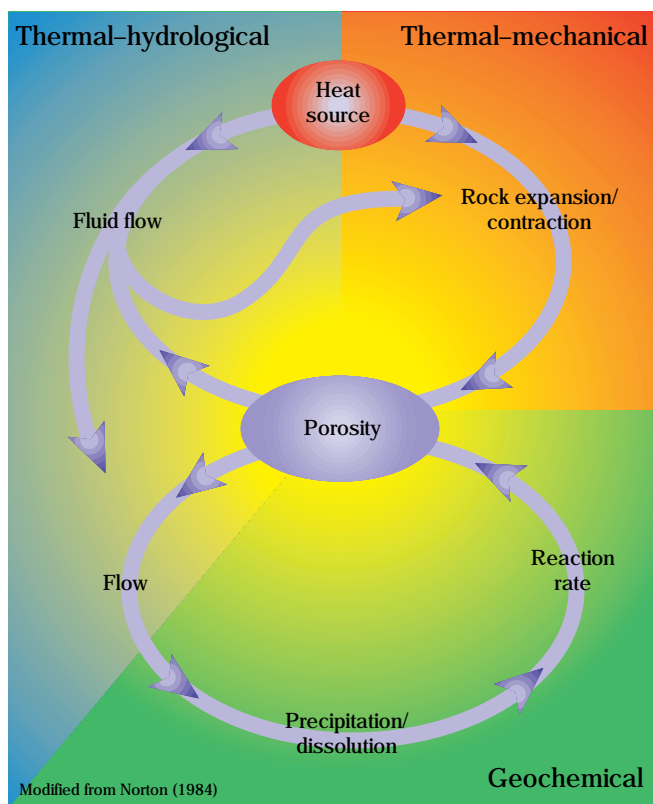 Thermal–hydrological
Thermal–mechanical
Heat
source
Fluid flow
Rock expansion/
contraction
Porosity
Flow
Reaction
rate
Precipitation/
dissolution
Modified from Norton (1984)
Geochemical